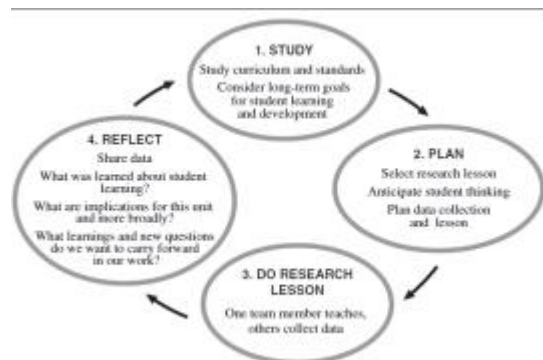 1. STUDY
Study curriculum and standards
Consider long-term goals
for student learning
and development
2. PLAN
Select research lesson
Anticipate student thinking
Plan data collection
and lesson
3. DO RESEARCH
LESSON
One team member teaches,
others collect data
4. REFLECT
Share data
What was learned about student
learning?
What are implications for this unit
and more broadly?
What learnings and new questions
do we want to carry forward
in our work?